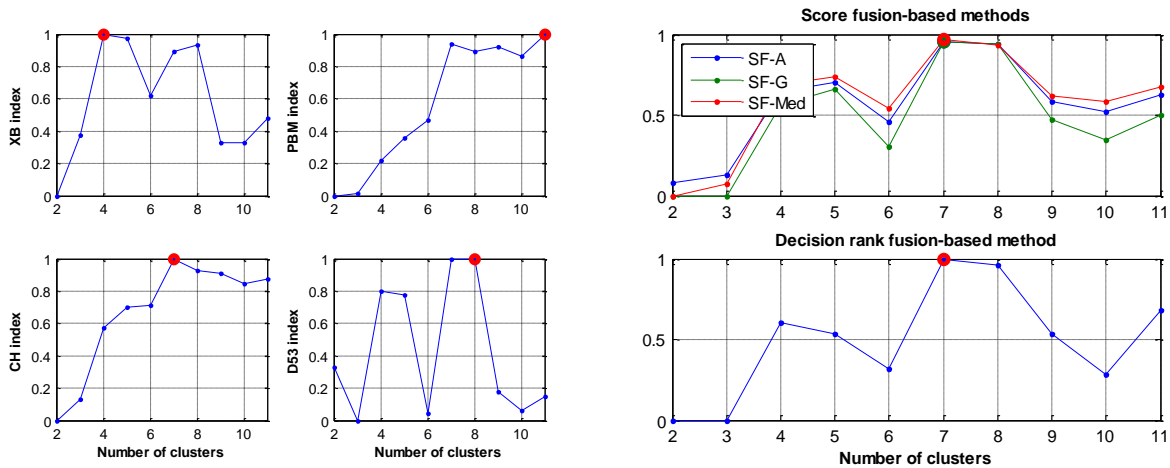 1
0.8
0.6
0.4
0.2
0
2 4 6 8 10
XB index
1
0.8
0.6
0.4
0.2
0
2 4 6 8 10
PBM index
Score fusion-based methods
1
0.5
0
SF-A
SF-G
SF-Med
2 3 4 5 6 7 8 9 10 11
1
0.8
0.6
0.4
0.2
0
2 4 6 8 10
CH index
Number of clusters
1
0.8
0.6
0.4
0.2
0
2 4 6 8 10
D53 index
Number of clusters
Decision rank fusion-based method
1
0.5
0
2 3 4 5 6 7 8 9 10 11
Number of clusters